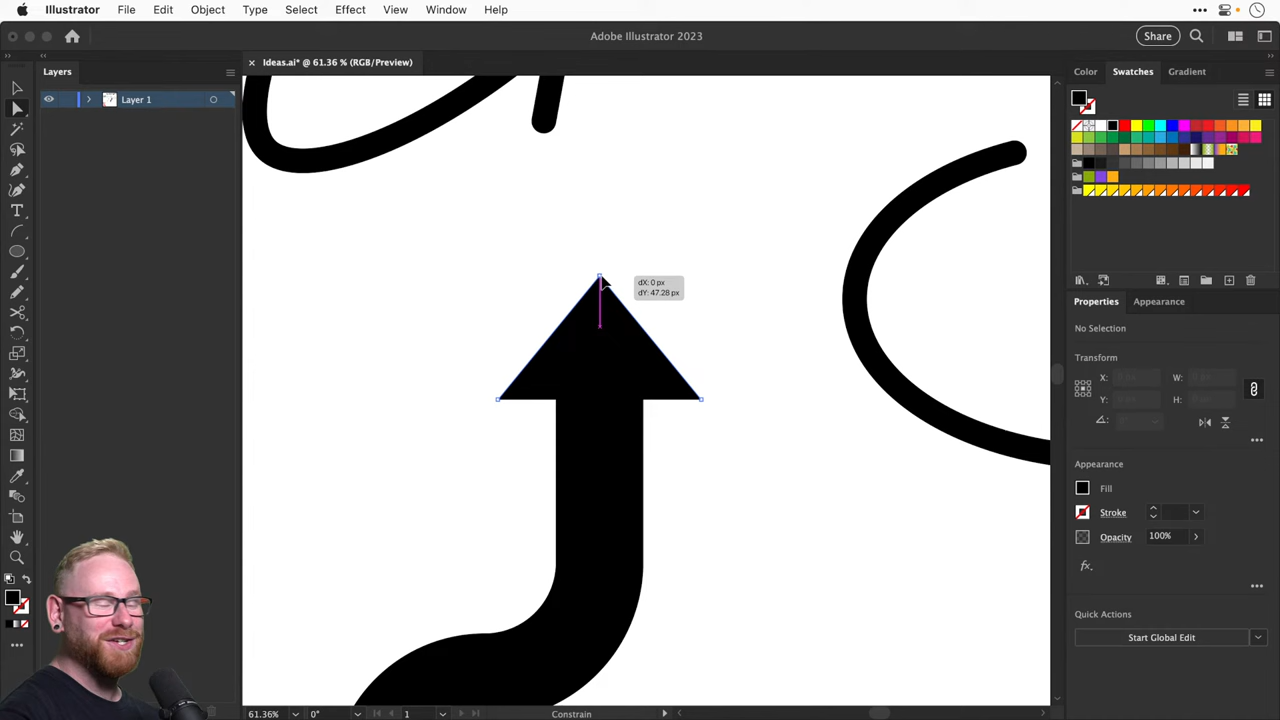 Illustrator File Edit Object Type Select Effect View Window Help
Adobe Illustrator 2023
Share
Layers
Ideas.ai* @ 61.36 % (RGB/Preview)
Color Swatches Gradient
Layer 1
dX: 0 px
dY: 47.28 px
Properties Appearance
No Selection
Transform
X: W:
Y: H:
Appearance
Fill
Stroke
Opacity 100%
fx.
Quick Actions
Start Global Edit
61.36% 0° 1 Constrain